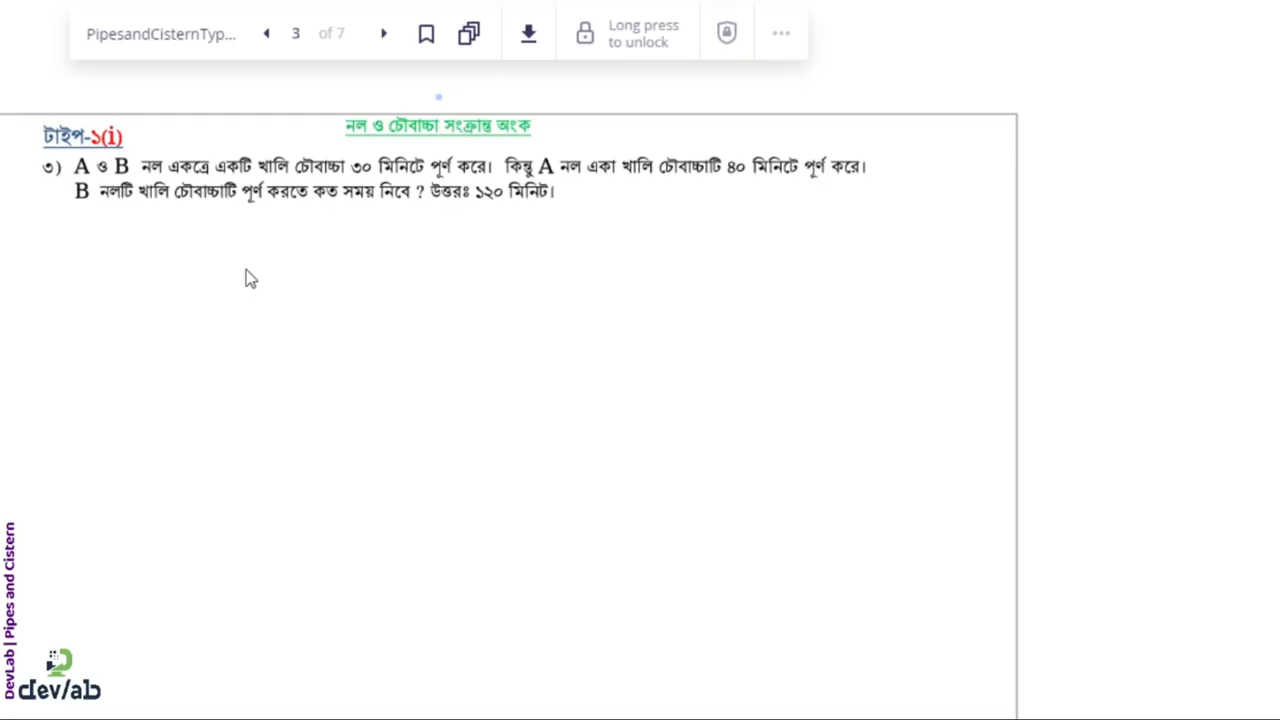 PipesandCisternTyp...
3 of 7
Long press
to unlock
নল ও চৌবাচ্চা সংক্রান্ত অংক
টাইপ-১(i)
৩) A ও B নল একত্রে একটি খালি চৌবাচ্চা ৩০ মিনিটে পূর্ণ করে। কিন্তু A নল একা খালি চৌবাচ্চাটি ৪০ মিনিটে পূর্ণ করে।
B নলটি খালি চৌবাচ্চাটি পূর্ণ করতে কত সময় নিবে ? উত্তরঃ ১২০ মিনিট।
DevLab | Pipes and Cistern
dev/ab